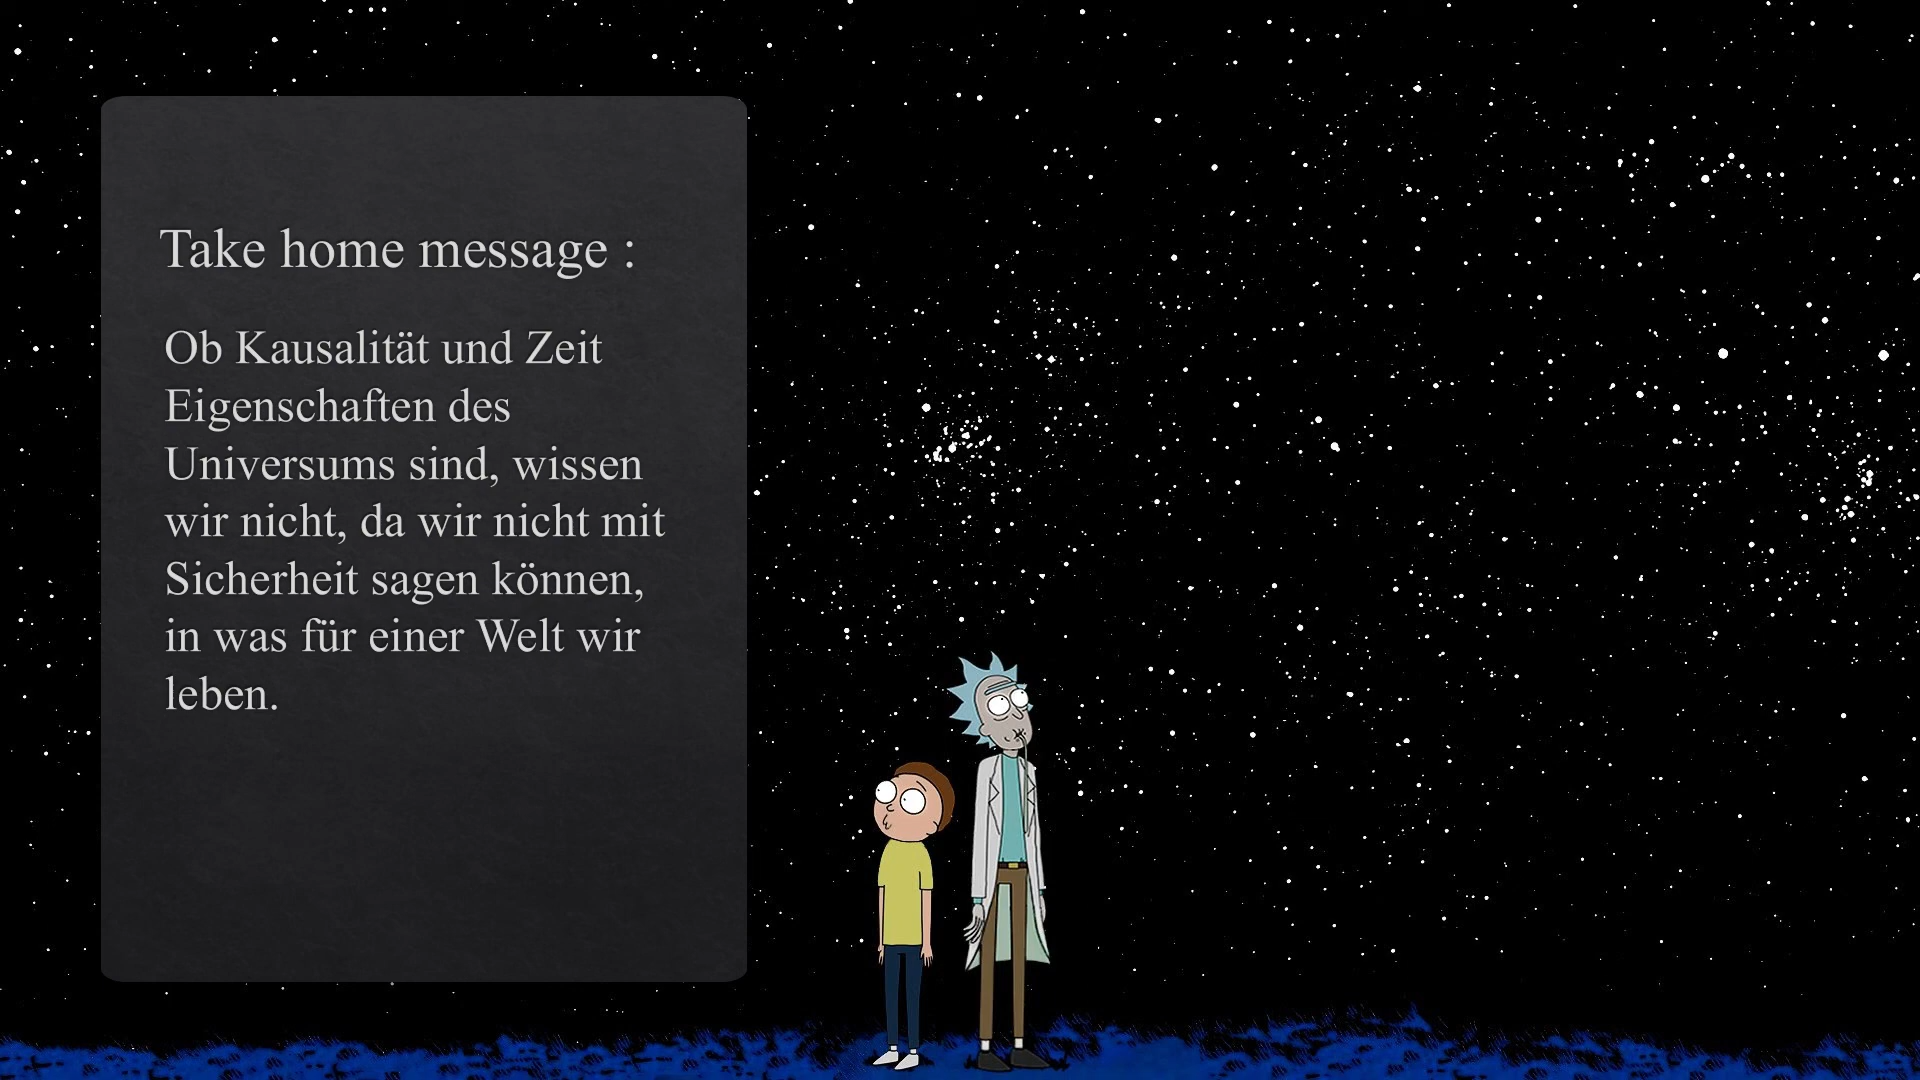 Take home message :
Ob Kausalität und Zeit
Eigenschaften des
Universums sind, wissen
wir nicht, da wir nicht mit
Sicherheit sagen können,
in was für einer Welt wir
leben.